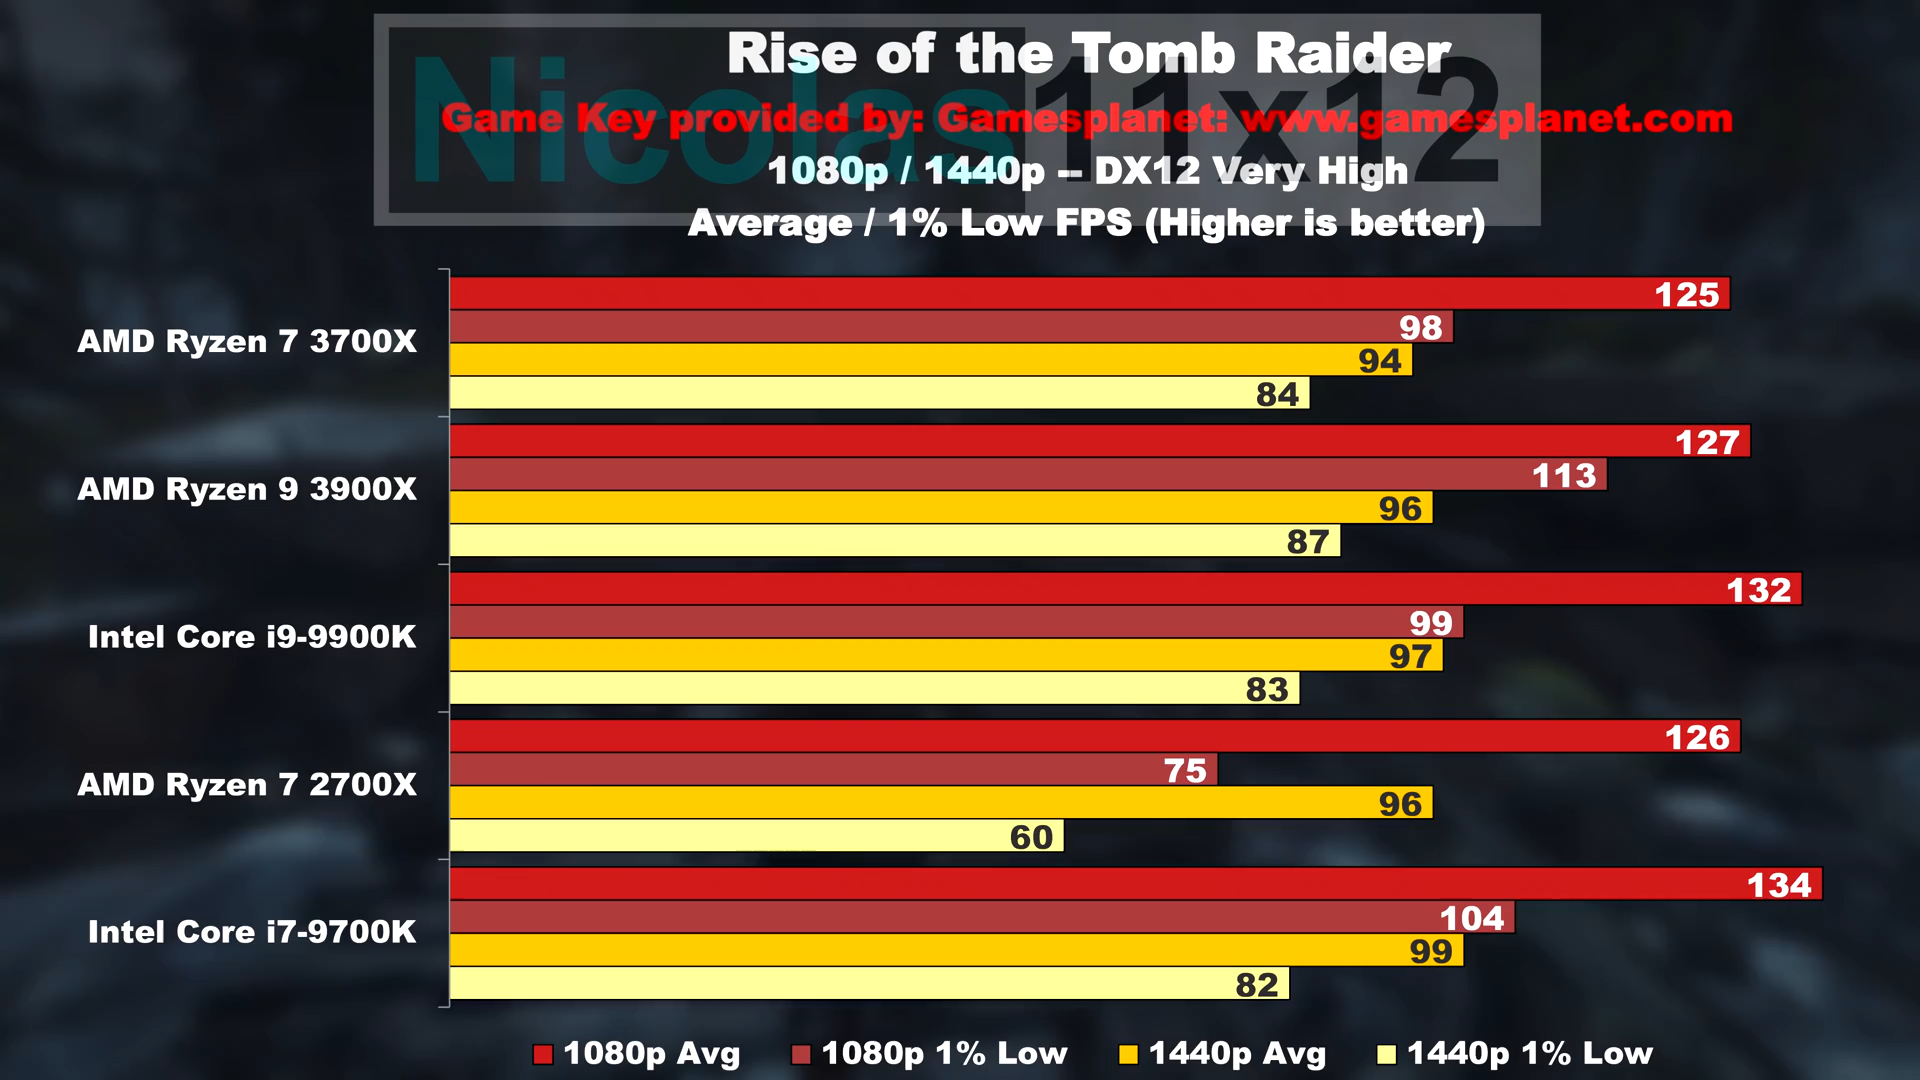 Nicolas11x12
Rise of the Tomb Raider
Game Key provided by: Gamesplanet: www.gamesplanet.com
1080p / 1440p -- DX12 Very High
Average / 1% Low FPS (Higher is better)
AMD Ryzen 7 3700X
125
98
94
84
AMD Ryzen 9 3900X
127
113
96
87
Intel Core i9-9900K
132
99
97
83
AMD Ryzen 7 2700X
126
75
96
60
Intel Core i7-9700K
134
104
99
82
1080p Avg 1080p 1% Low 1440p Avg 1440p 1% Low